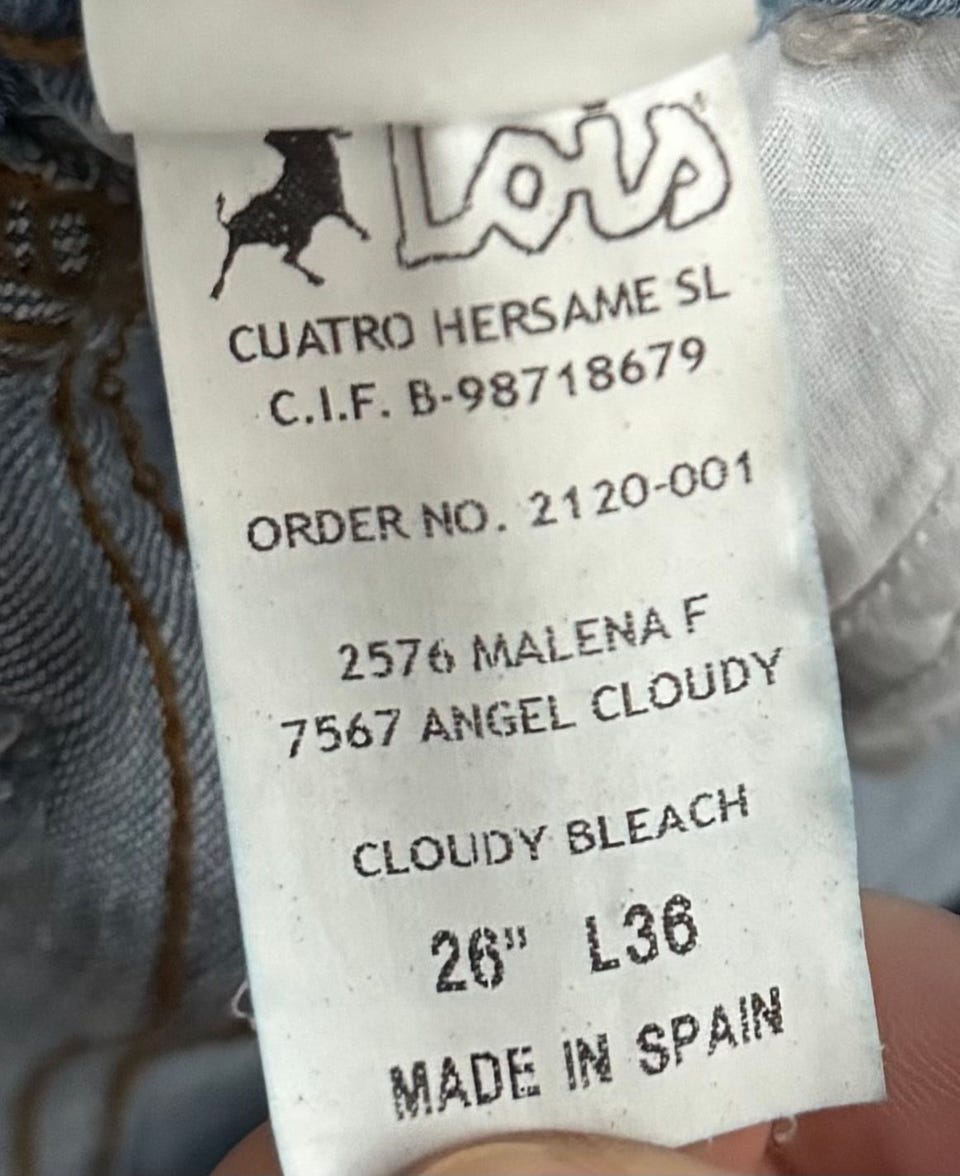 Lois
CUATRO HERSAME SL
C.I.F. B-98718679
ORDER NO. 2120-001
2576 MALENA F
7567 ANGEL CLOUDY
CLOUDY BLEACH
26" L36
MADE IN SPAIN